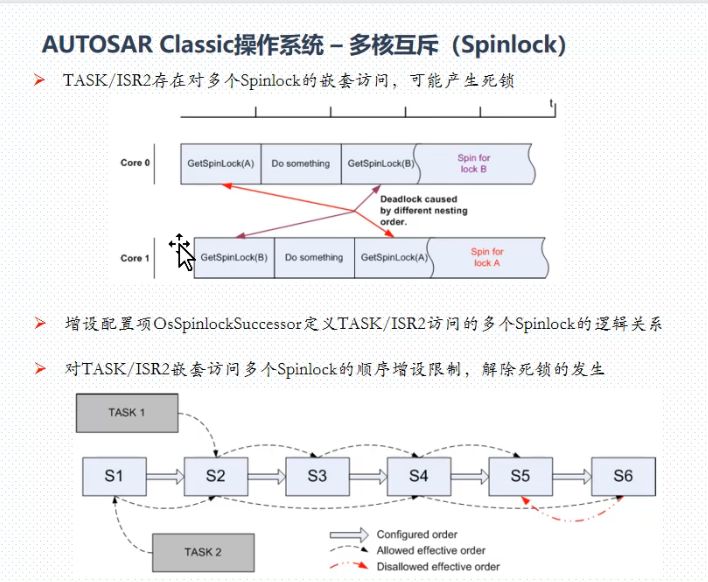 AUTOSAR Classic操作系统 – 多核互斥（Spinlock）
TASK/ISR2存在对多个Spinlock的嵌套访问，可能产生死锁
t
Core 0
GetSpinLock(A)
Do something
GetSpinLock(B)
Spin for
lock B
Deadlock caused
by different nesting
order.
Core 1
GetSpinLock(B)
Do something
GetSpinLock(A)
Spin for
lock A
增设配置项OsSpinlockSuccessor定义TASK/ISR2访问的多个Spinlock的逻辑关系
对TASK/ISR2嵌套访问多个Spinlock的顺序增设限制，解除死锁的发生
TASK 1
S1
S2
S3
S4
S5
S6
TASK 2
Configured order
Allowed effective order
Disallowed effective order